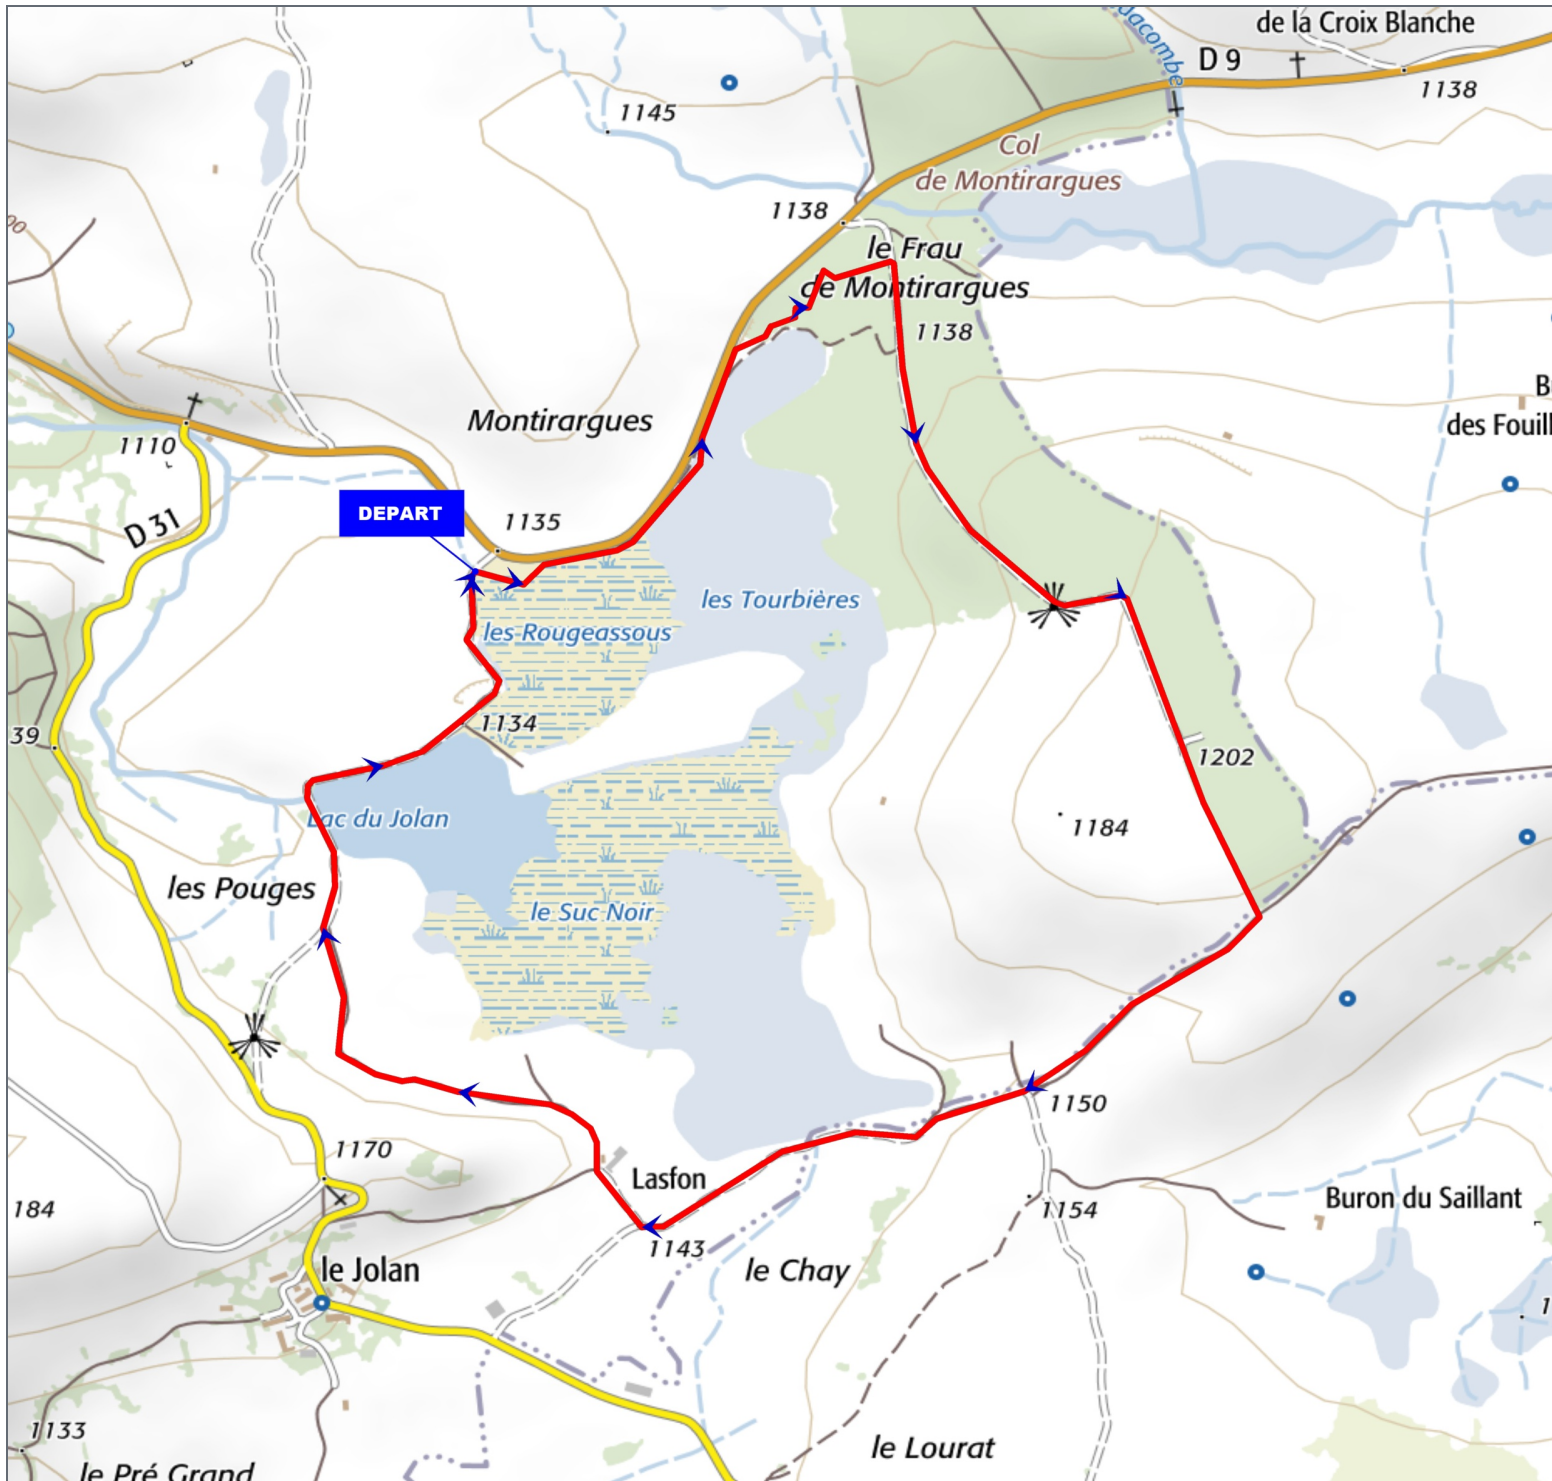 de la Croix Blanche
D 9
1138
1145
Col
de Montirargues
1138
le Frau
de Montirargues
1138
00
Montirargues
1110
des Fouill
D 31
DEPART
1135
les Tourbières
les Rougeassous
1134
39
1202
Lac du Jolan
1184
les Pouges
le Suc Noir
1150
1170
Lasfon
184
1154
Buron du Saillant
1143
le Jolan
le Chay
1133
le Lourat
le Pré Grand